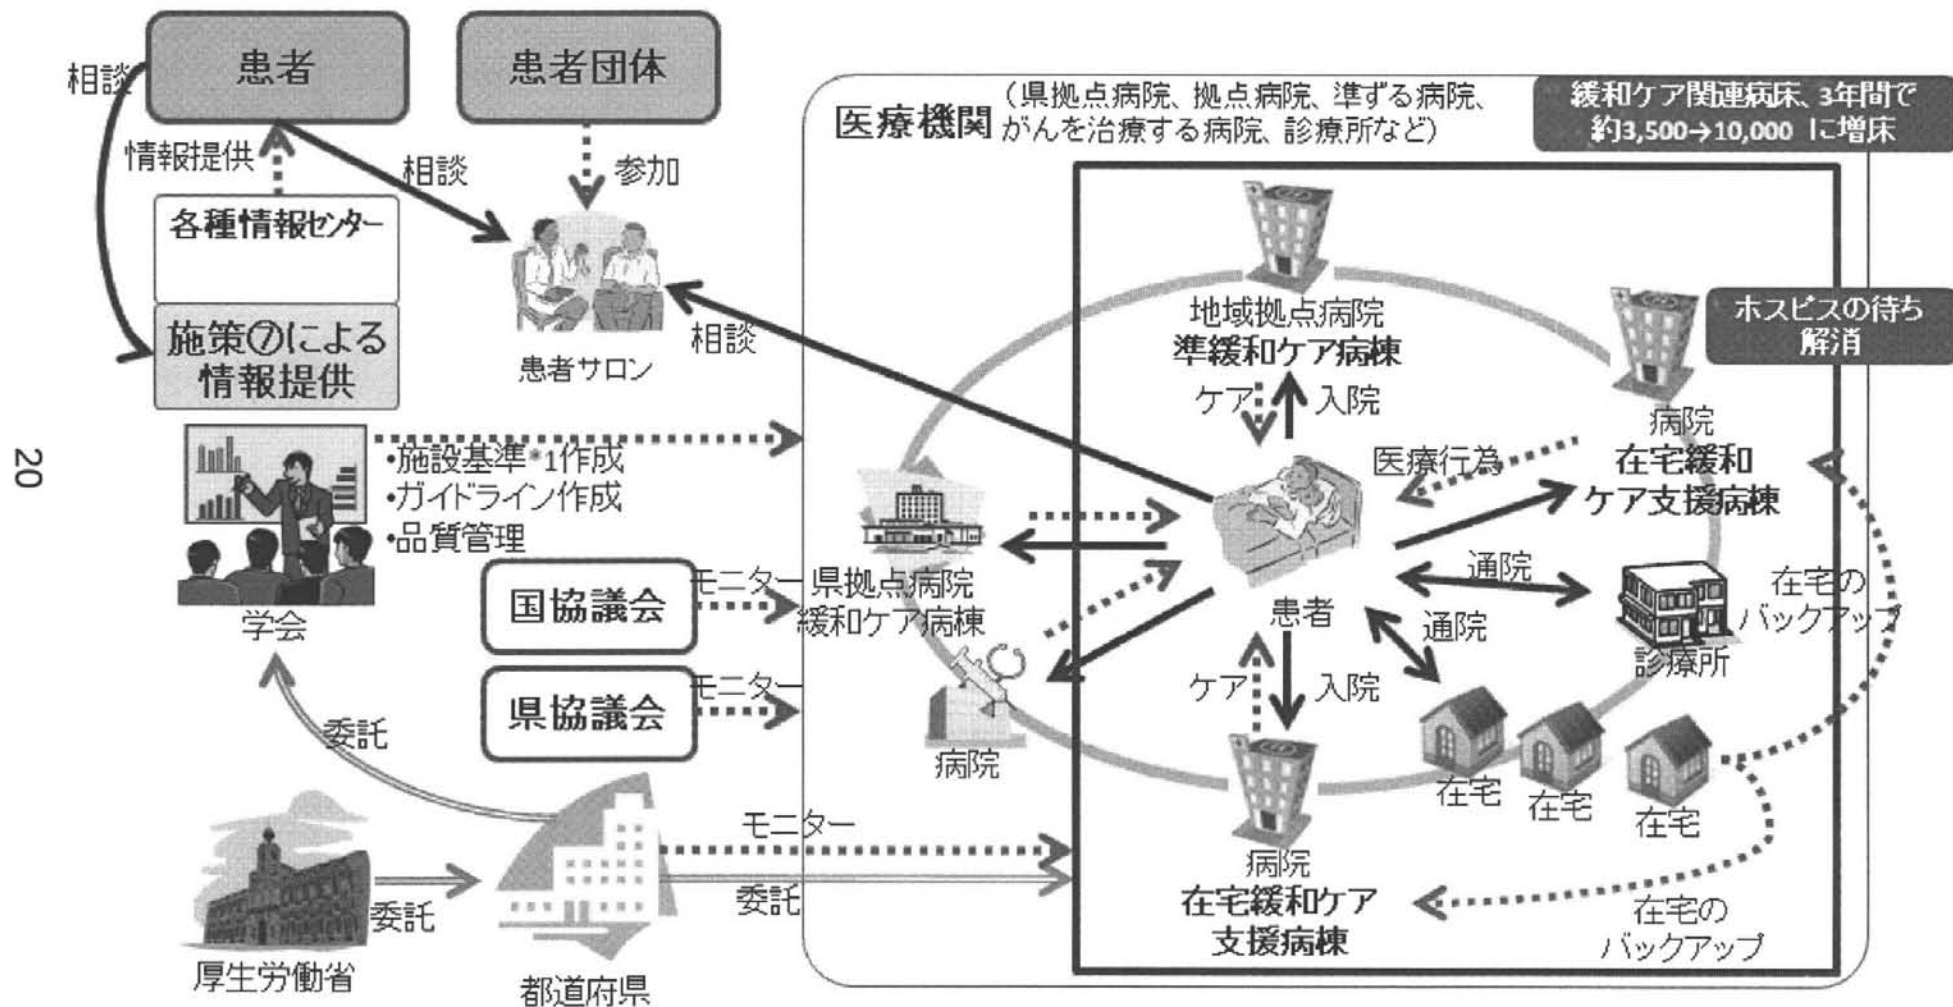 患者
患者団体
相談
情報提供
相談
参加
各種情報センター
施策⑦による
情報提供
患者サロン
相談
医療機関
(県拠点病院、拠点病院、準ずる病院、
がんを治療する病院、診療所など)
緩和ケア関連病床、3年間で
約3,500→10,000 に増床
ホスピスの待ち
解消
地域拠点病院
準緩和ケア病棟
ケア
入院
医療行為
病院
在宅緩和
ケア支援病棟
•施設基準*1作成
•ガイドライン作成
•品質管理
学会
国協議会
モニター
県協議会
モニター
県拠点病院
緩和ケア病棟
患者
通院
通院
診療所
在宅の
バックアップ
病院
ケア
入院
在宅
在宅
在宅
病院
在宅緩和ケア
支援病棟
在宅の
バックアップ
委託
厚生労働省
委託
都道府県
モニター
委託
20